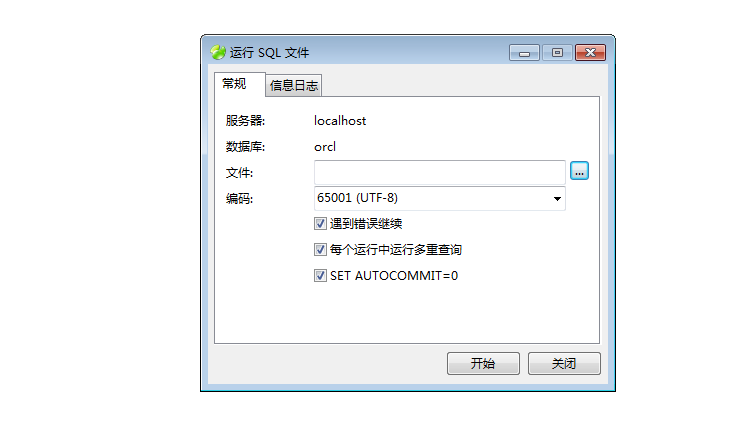 运行 SQL 文件
常规 信息日志
服务器: localhost
数据库: orcl
文件: ...
编码: 65001 (UTF-8)
遇到错误继续
每个运行中运行多重查询
SET AUTOCOMMIT=0
开始 关闭